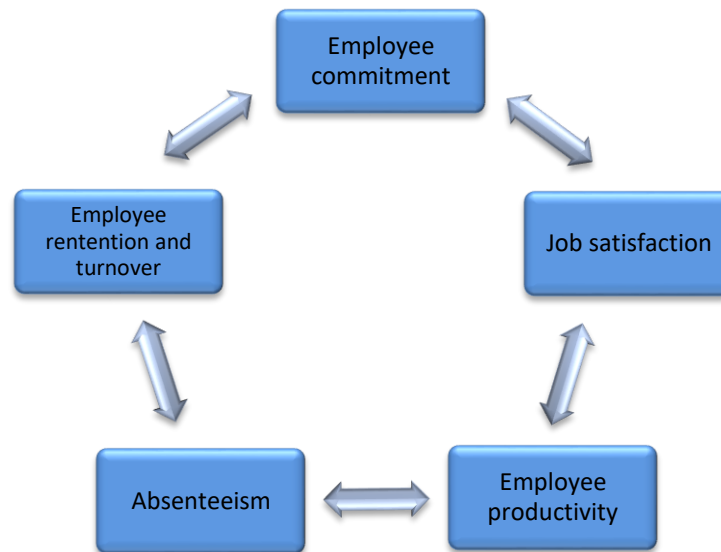 Employee
commitment
Job satisfaction
Employee
productivity
Absenteeism
Employee
rentention and
turnover